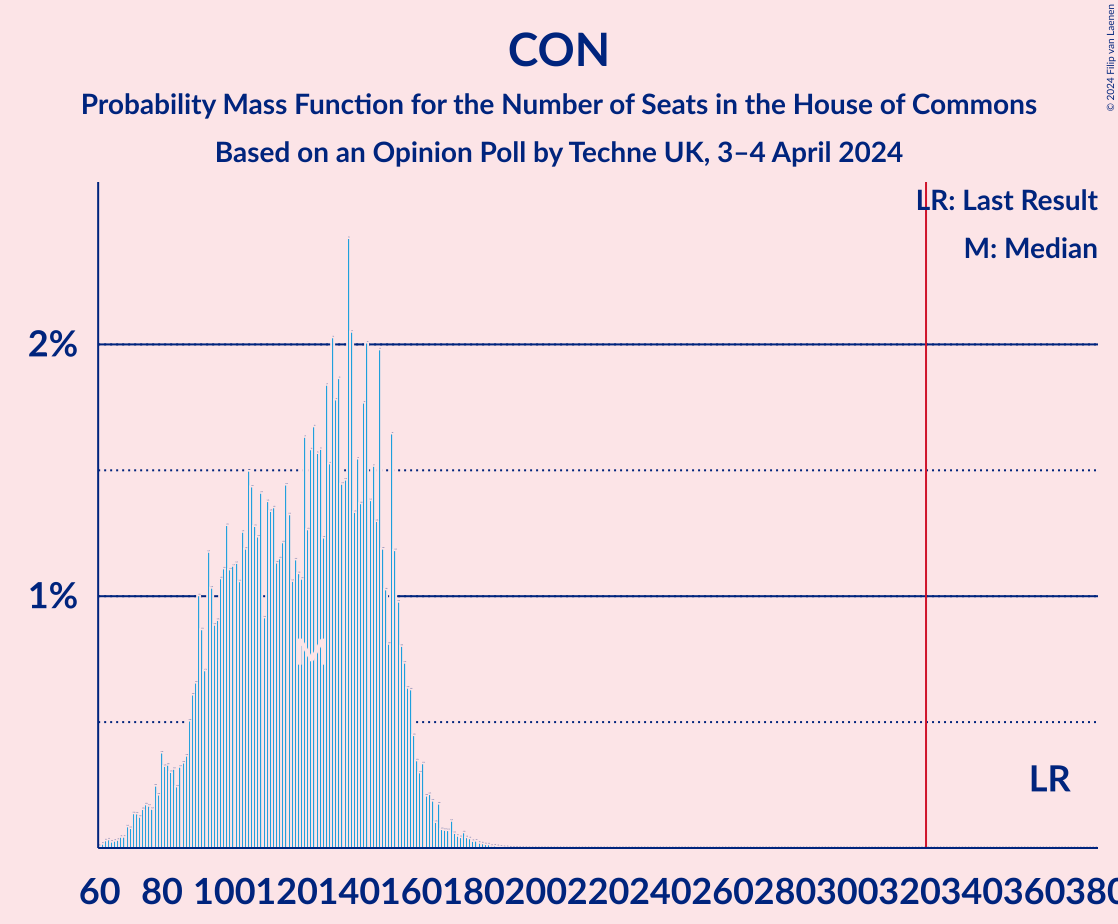 CON
Probability Mass Function for the Number of Seats in the House of Commons
Based on an Opinion Poll by Techne UK, 3–4 April 2024
© 2024 Filip van Laenen
LR: Last Result
M: Median
2%
1%
M
LR
60 80 100 120 140 160 180 200 220 240 260 280 300 320 340 360 380